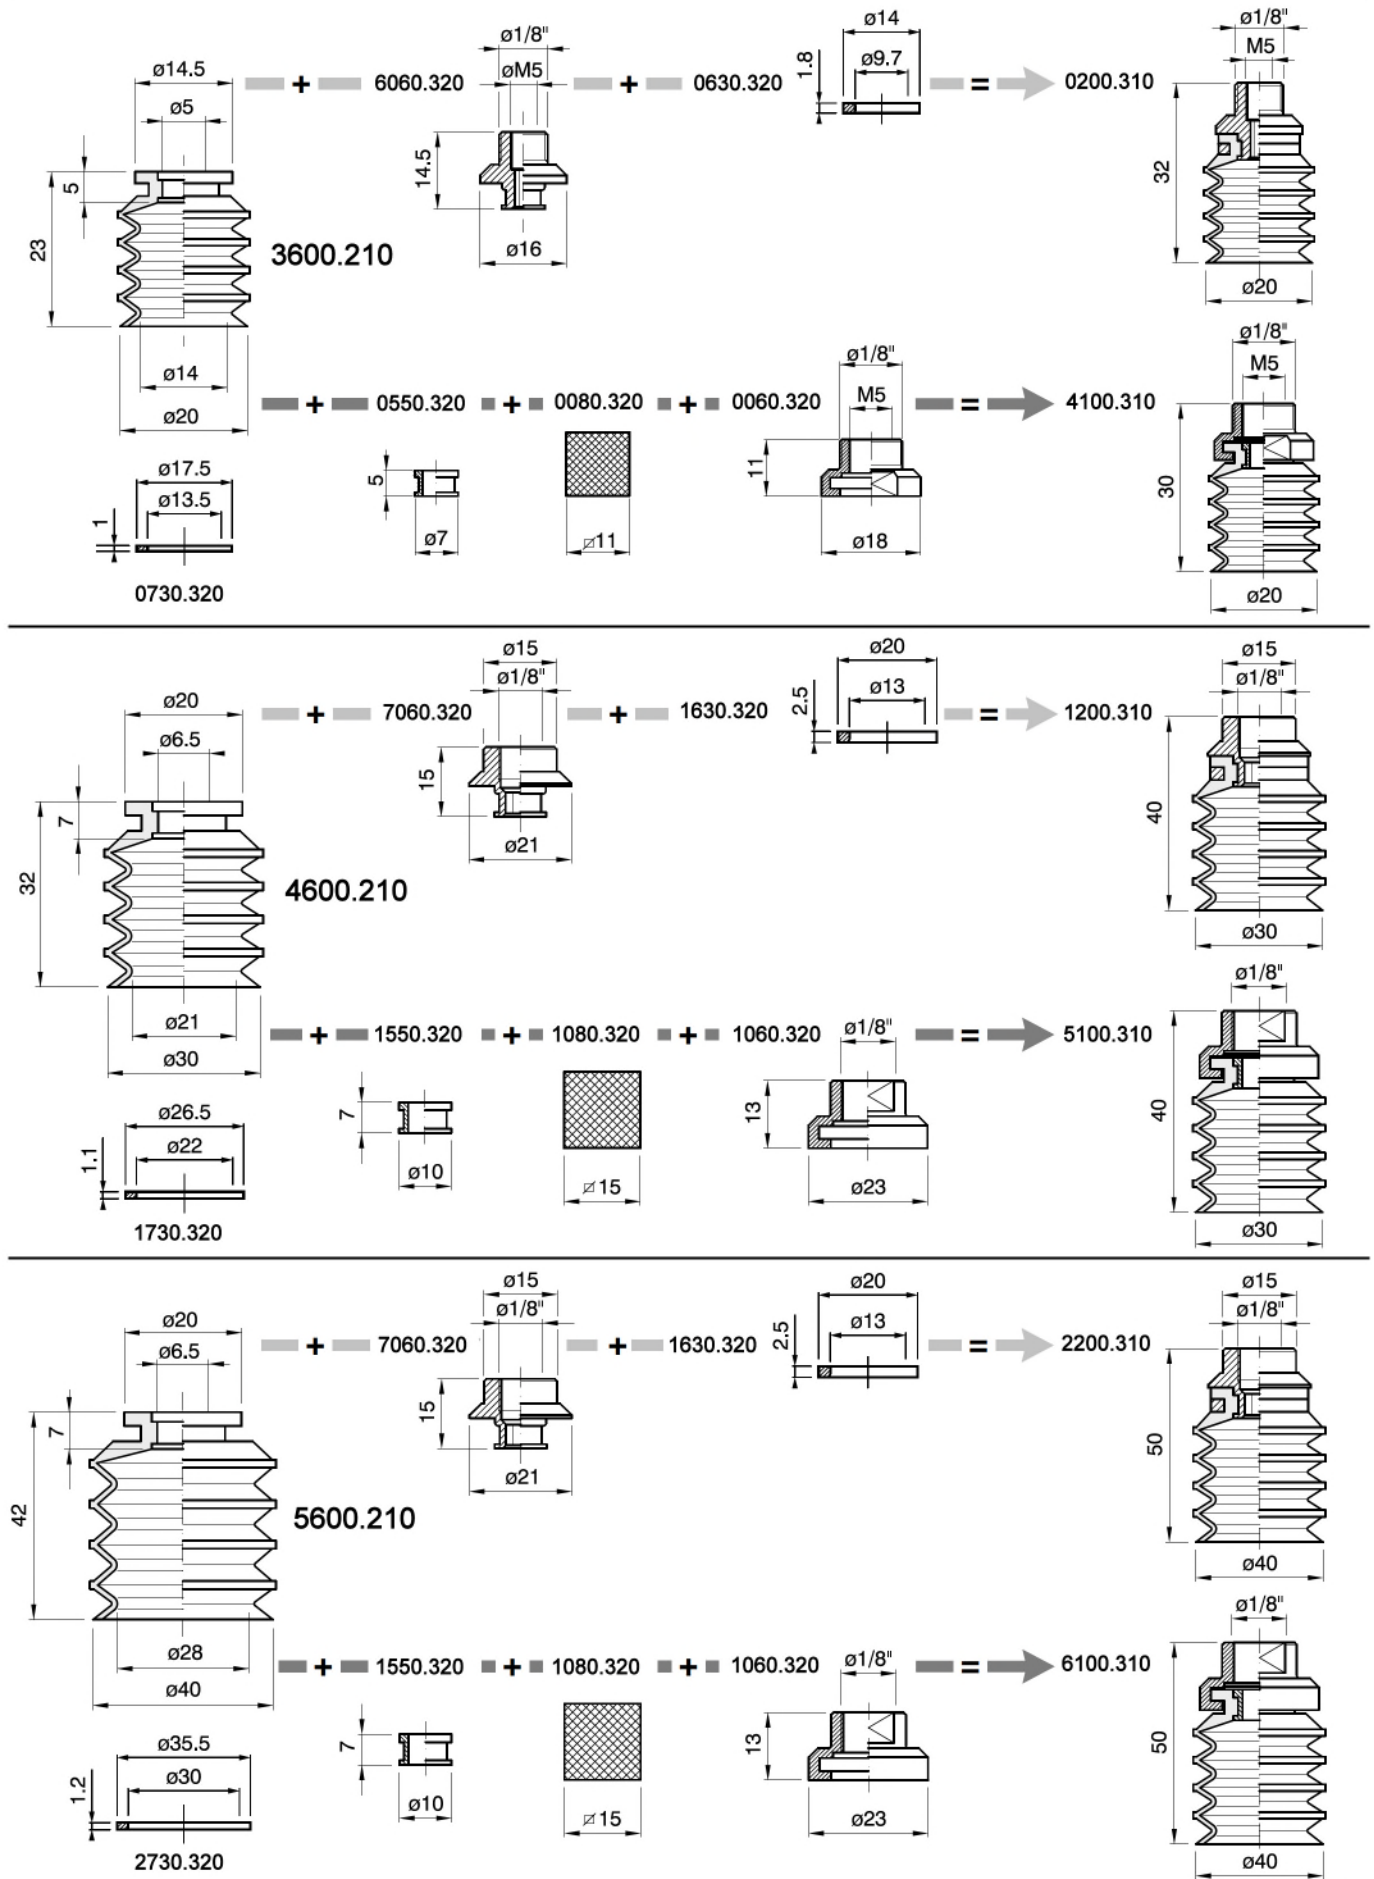 ø14.5
ø5
5
23
3600.210
ø14
ø20
+ 6060.320
ø1/8"
øM5
14.5
ø16
+ 0630.320
ø14
ø9.7
1.8
= 0200.310
ø1/8"
M5
32
ø20
+ 0550.320 + 0080.320 + 0060.320 = 4100.310
5
ø7
11
ø1/8"
M5
11
ø18
ø1/8"
M5
30
ø20
ø17.5
ø13.5
1
0730.320
ø20
ø6.5
7
32
4600.210
ø21
ø30
+ 7060.320
ø15
ø1/8"
15
ø21
+ 1630.320
ø20
ø13
2.5
= 1200.310
ø15
ø1/8"
40
ø30
+ 1550.320 + 1080.320 + 1060.320 = 5100.310
7
ø10
15
ø1/8"
13
ø23
ø1/8"
40
ø30
ø26.5
ø22
1.1
1730.320
ø20
ø6.5
7
42
5600.210
ø28
ø40
+ 7060.320
ø15
ø1/8"
15
ø21
+ 1630.320
ø20
ø13
2.5
= 2200.310
ø15
ø1/8"
50
ø40
+ 1550.320 + 1080.320 + 1060.320 = 6100.310
7
ø10
15
ø1/8"
13
ø23
ø1/8"
50
ø40
ø35.5
ø30
1.2
2730.320